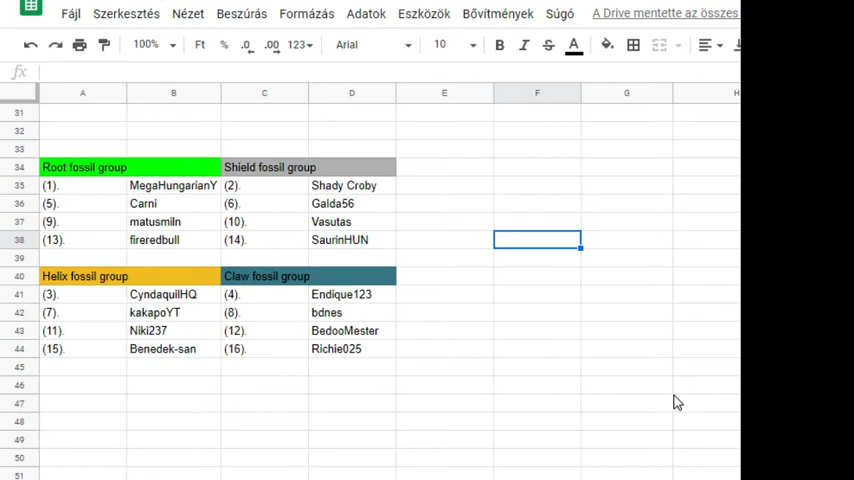 Fájl Szerkesztés Nézet Beszúrás Formázás Adatok Eszközök Bővítmények Súgó A Drive mentette az összes
100% Ft % .0 .00 123 Arial 10 B I S A
fx
A B C D E F G H
31
32
33
34 Root fossil group Shield fossil group
35 (1). MegaHungarianY (2). Shady Croby
36 (5). Carni (6). Galda56
37 (9). matusmiln (10). Vasutas
38 (13). fireredbull (14). SaurinHUN
39
40 Helix fossil group Claw fossil group
41 (3). CyndaquilHQ (4). Endique123
42 (7). kakapoYT (8). bdnes
43 (11). Niki237 (12). BedooMester
44 (15). Benedek-san (16). Richie025
45
46
47
48
49
50
51